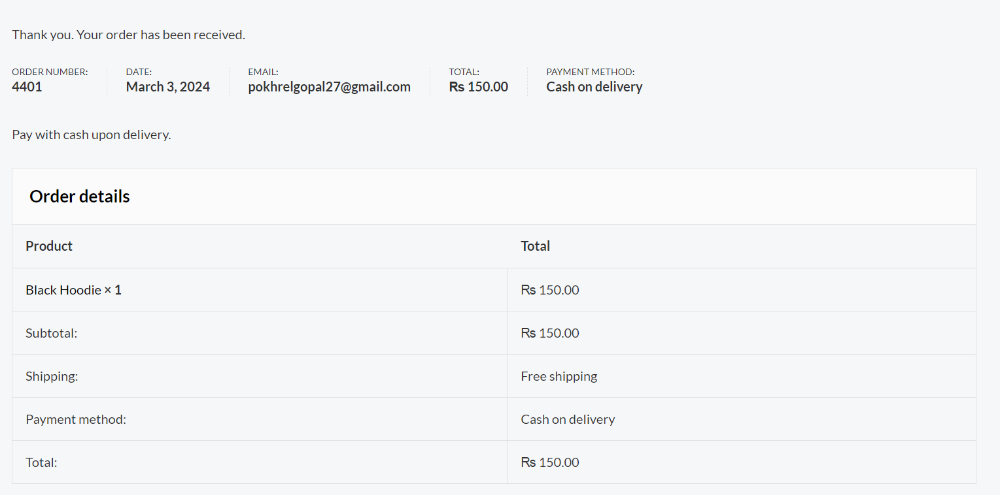 Thank you. Your order has been received.
ORDER NUMBER: DATE: EMAIL: TOTAL: PAYMENT METHOD:
4401 March 3, 2024 pokhrelgopal27@gmail.com ₨ 150.00 Cash on delivery
Pay with cash upon delivery.
Order details
Product Total
Black Hoodie × 1 ₨ 150.00
Subtotal: ₨ 150.00
Shipping: Free shipping
Payment method: Cash on delivery
Total: ₨ 150.00